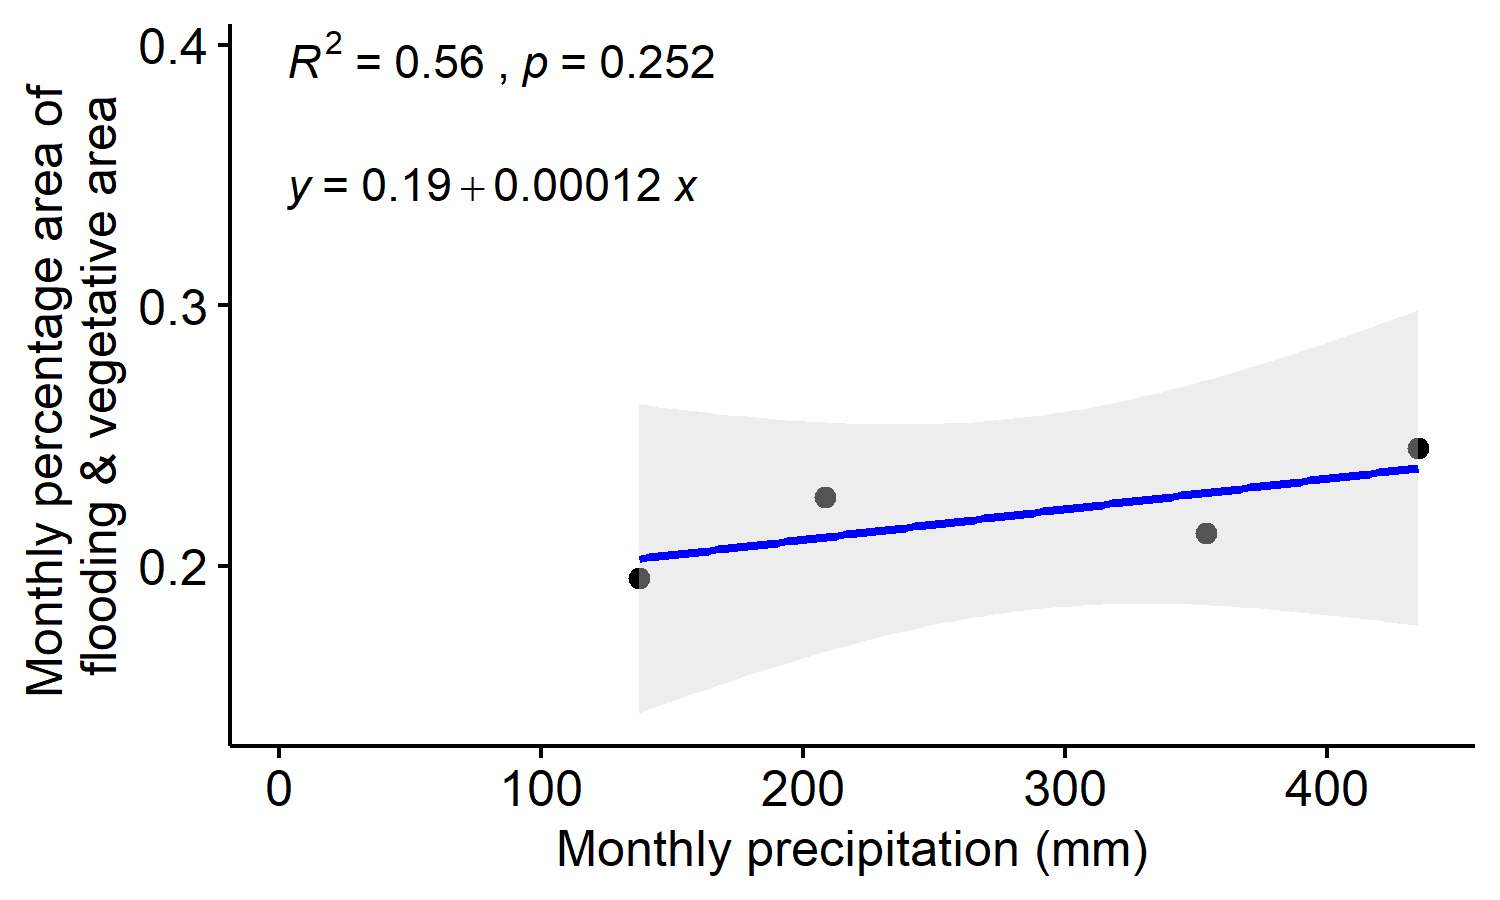 Monthly percentage area of
flooding & vegetative area
0.4
0.3
0.2
R² = 0.56 , p = 0.252
y = 0.19 + 0.00012 x
0 100 200 300 400
Monthly precipitation (mm)